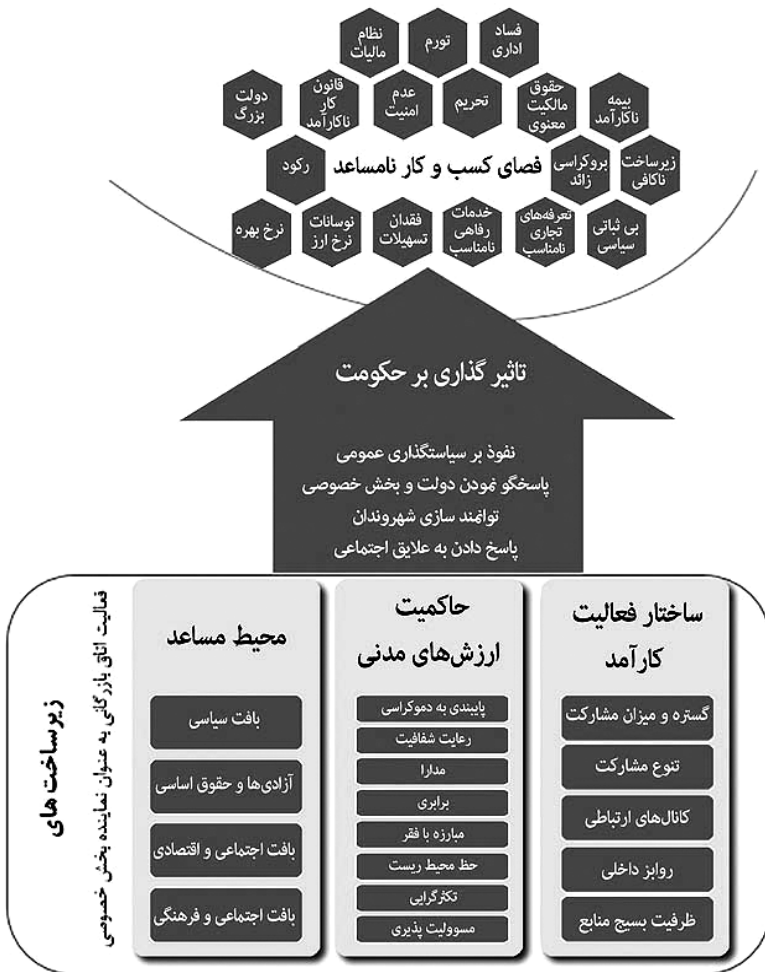 فساد
اداری
تورم
نظام
مالیات
بیمه
ناکارآمد
حقوق
مالکیت
معنوی
تحریم
عدم
امنیت
قانون
کار
ناکارآمد
دولت
بزرگ
زیرساخت
ناکافی
بروکراسی
زائد
فضای کسب و کار نامساعد
رکود
بی ثباتی
سیاسی
تعرفه‌های
تجاری
نامناسب
خدمات
رفاهی
نامناسب
فقدان
تسهیلات
نوسانات
نرخ ارز
نرخ بهره
تاثیر گذاری بر حکومت
نفوذ بر سیاستگذاری عمومی
پاسخگو نمودن دولت و بخش خصوصی
توانمند سازی شهروندان
پاسخ دادن به علایق اجتماعی
ساختار فعالیت
کارآمد
گستره و میزان مشارکت
تنوع مشارکت
کانال‌های ارتباطی
روابز داخلی
ظرفیت بسیج منابع
حاکمیت
ارزش‌های مدنی
پایبندی به دموکراسی
رعایت شفافیت
مدارا
برابری
مبارزه با فقر
حظ محیط ریست
تکثرگرایی
مسوولیت پذیری
محیط مساعد
بافت سیاسی
آزادی‌ها و حقوق اساسی
بافت اجتماعی و اقتصادی
بافت اجتماعی و فرهنگی
زیرساخت های
فعالیت اتاق بازرگانی به عنوان نماینده بخش خصوصی